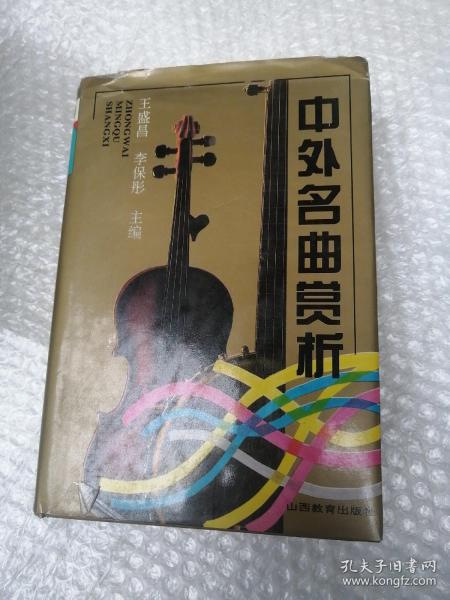 中外名曲赏析
ZHONGWAI
MINGQU
SHANGXI
王盛昌 李保彤 主编
山西教育出版社
孔夫子旧书网
www.kongfz.com